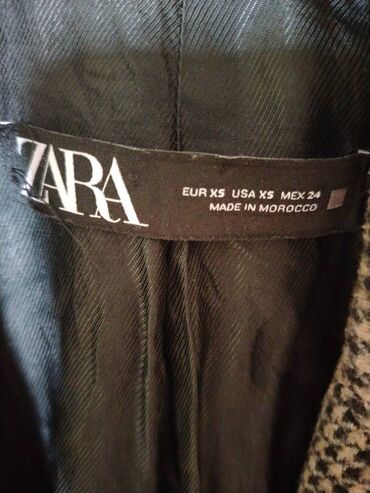 ZARA
EUR XS USA XS MEX 24
MADE IN MOROCCO